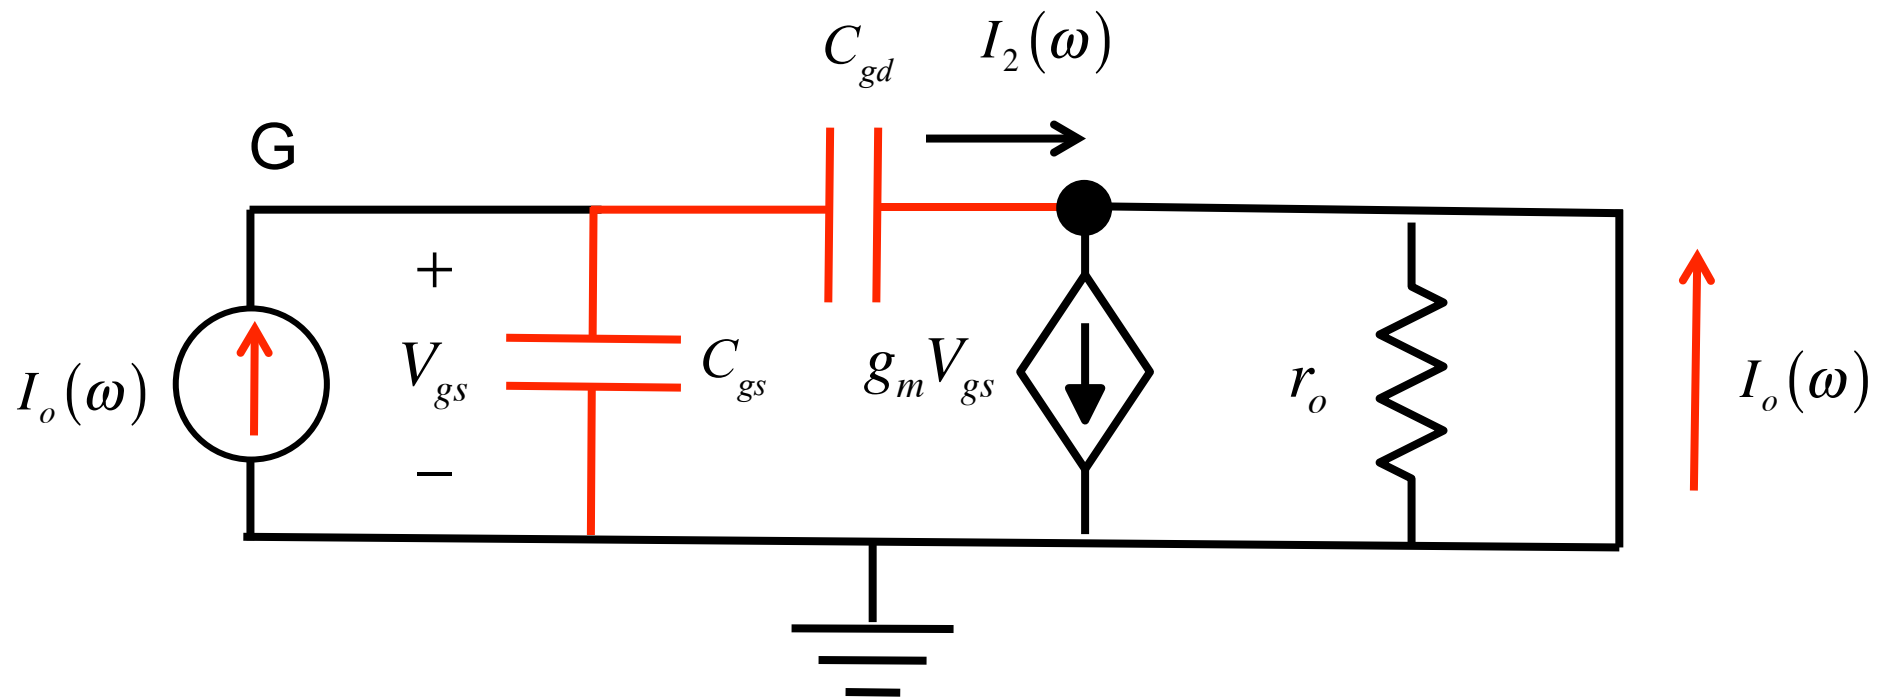 C_gd
I_2(ω)
G
+
V_gs
−
I_o(ω)
C_gs
g_m V_gs
r_o
I_o(ω)